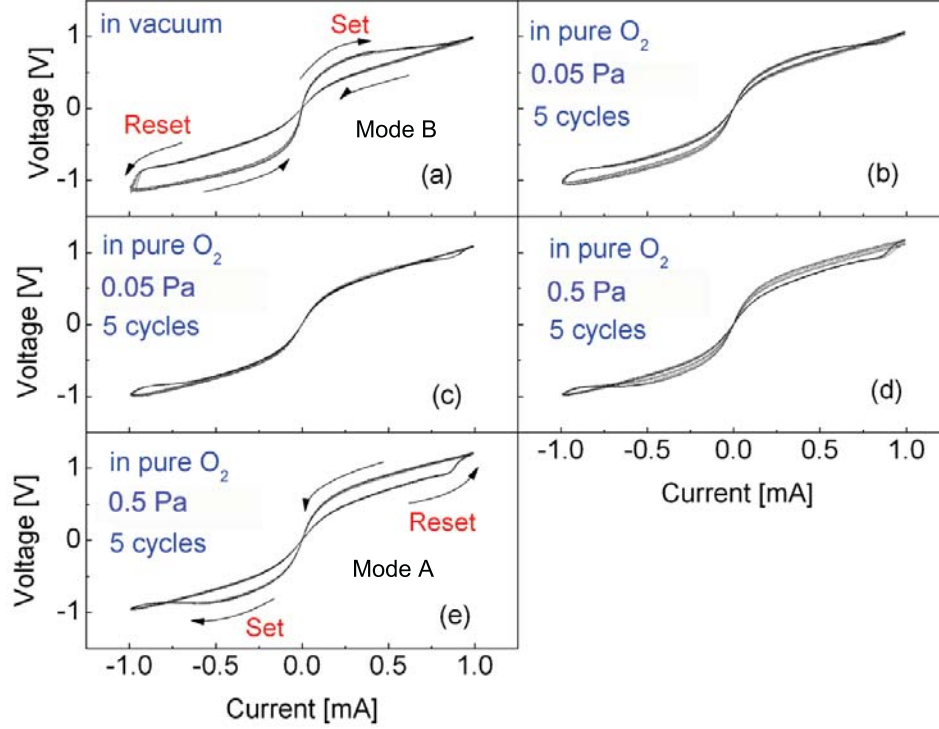 in vacuum
Set
Reset
Mode B
(a)
Voltage [V]
1
0
-1
in pure O2
0.05 Pa
5 cycles
(b)
in pure O2
0.05 Pa
5 cycles
(c)
Voltage [V]
1
0
-1
in pure O2
0.5 Pa
5 cycles
(d)
-1.0 -0.5 0.0 0.5 1.0
Current [mA]
in pure O2
0.5 Pa
5 cycles
Reset
Mode A
Set
(e)
Voltage [V]
1
0
-1
-1.0 -0.5 0.0 0.5 1.0
Current [mA]